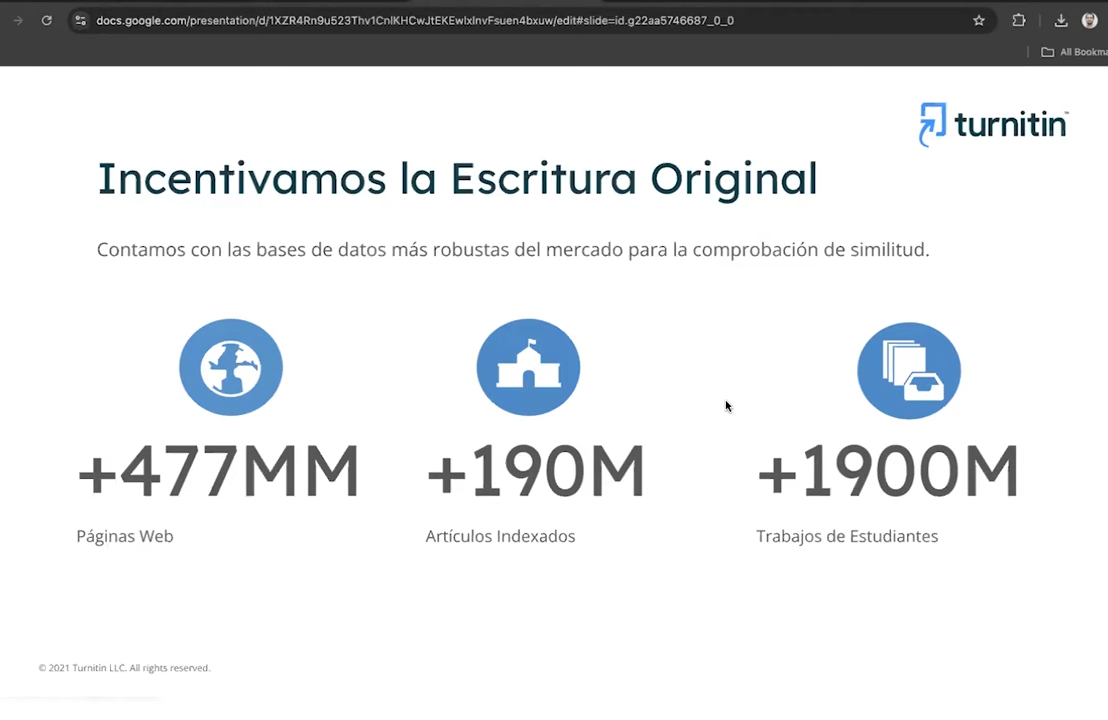 docs.google.com/presentation/d/1XZR4Rn9u523Thv1CnIKHCwJtEKEwIxInvFsuen4bxuw/edit#slide=id.g22aa5746687_0_0
All Bookma
turnitin™
Incentivamos la Escritura Original
Contamos con las bases de datos más robustas del mercado para la comprobación de similitud.
+477MM
+190M
+1900M
Páginas Web
Artículos Indexados
Trabajos de Estudiantes
© 2021 Turnitin LLC. All rights reserved.